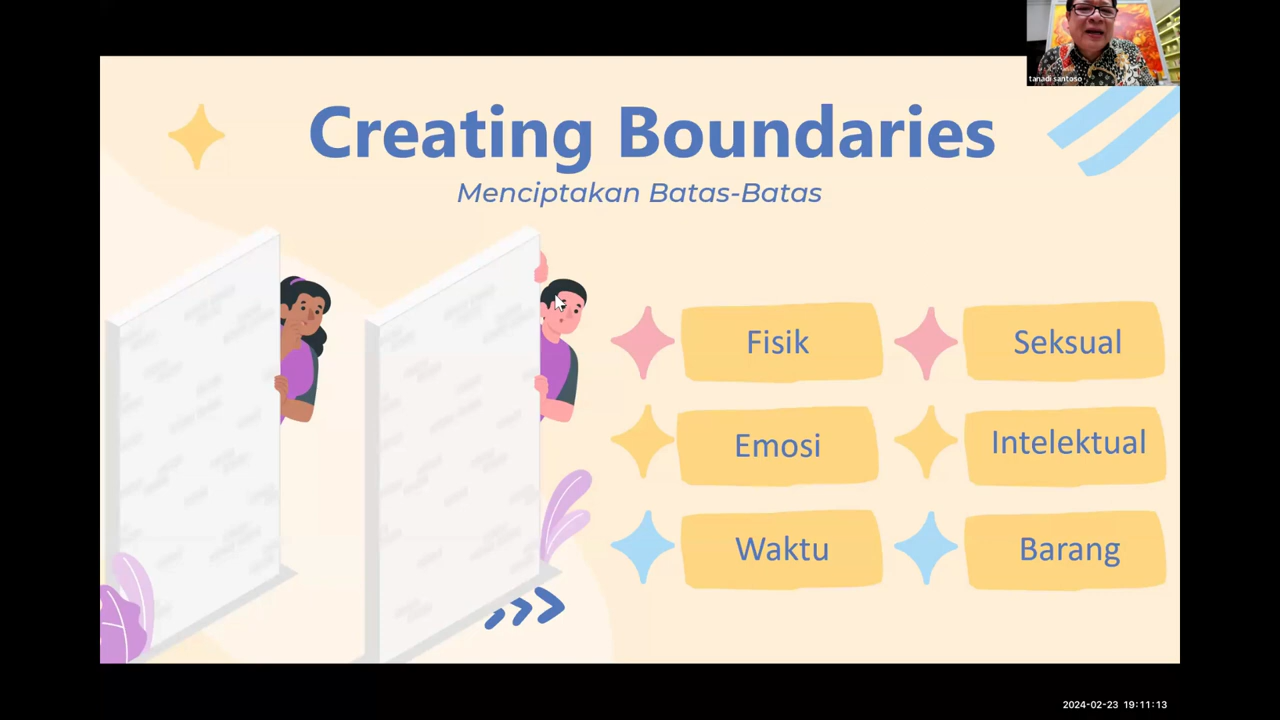 tanadi santoso
Creating Boundaries
Menciptakan Batas-Batas
Fisik
Seksual
Emosi
Intelektual
Waktu
Barang
2024-02-23 19:11:13